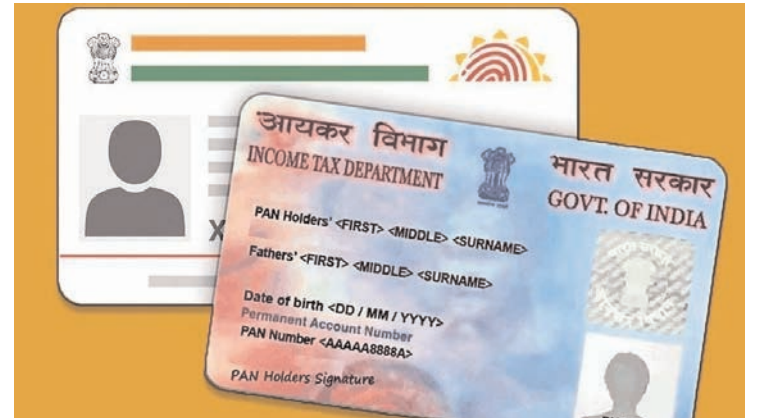 X
आयकर विभाग
INCOME TAX DEPARTMENT
भारत सरकार
GOVT. OF INDIA
PAN Holders' <FIRST> <MIDDLE> <SURNAME>
Fathers' <FIRST> <MIDDLE> <SURNAME>
Date of birth <DD / MM / YYYY>
Permanent Account Number
PAN Number <AAAAA8888A>
PAN Holders Signature